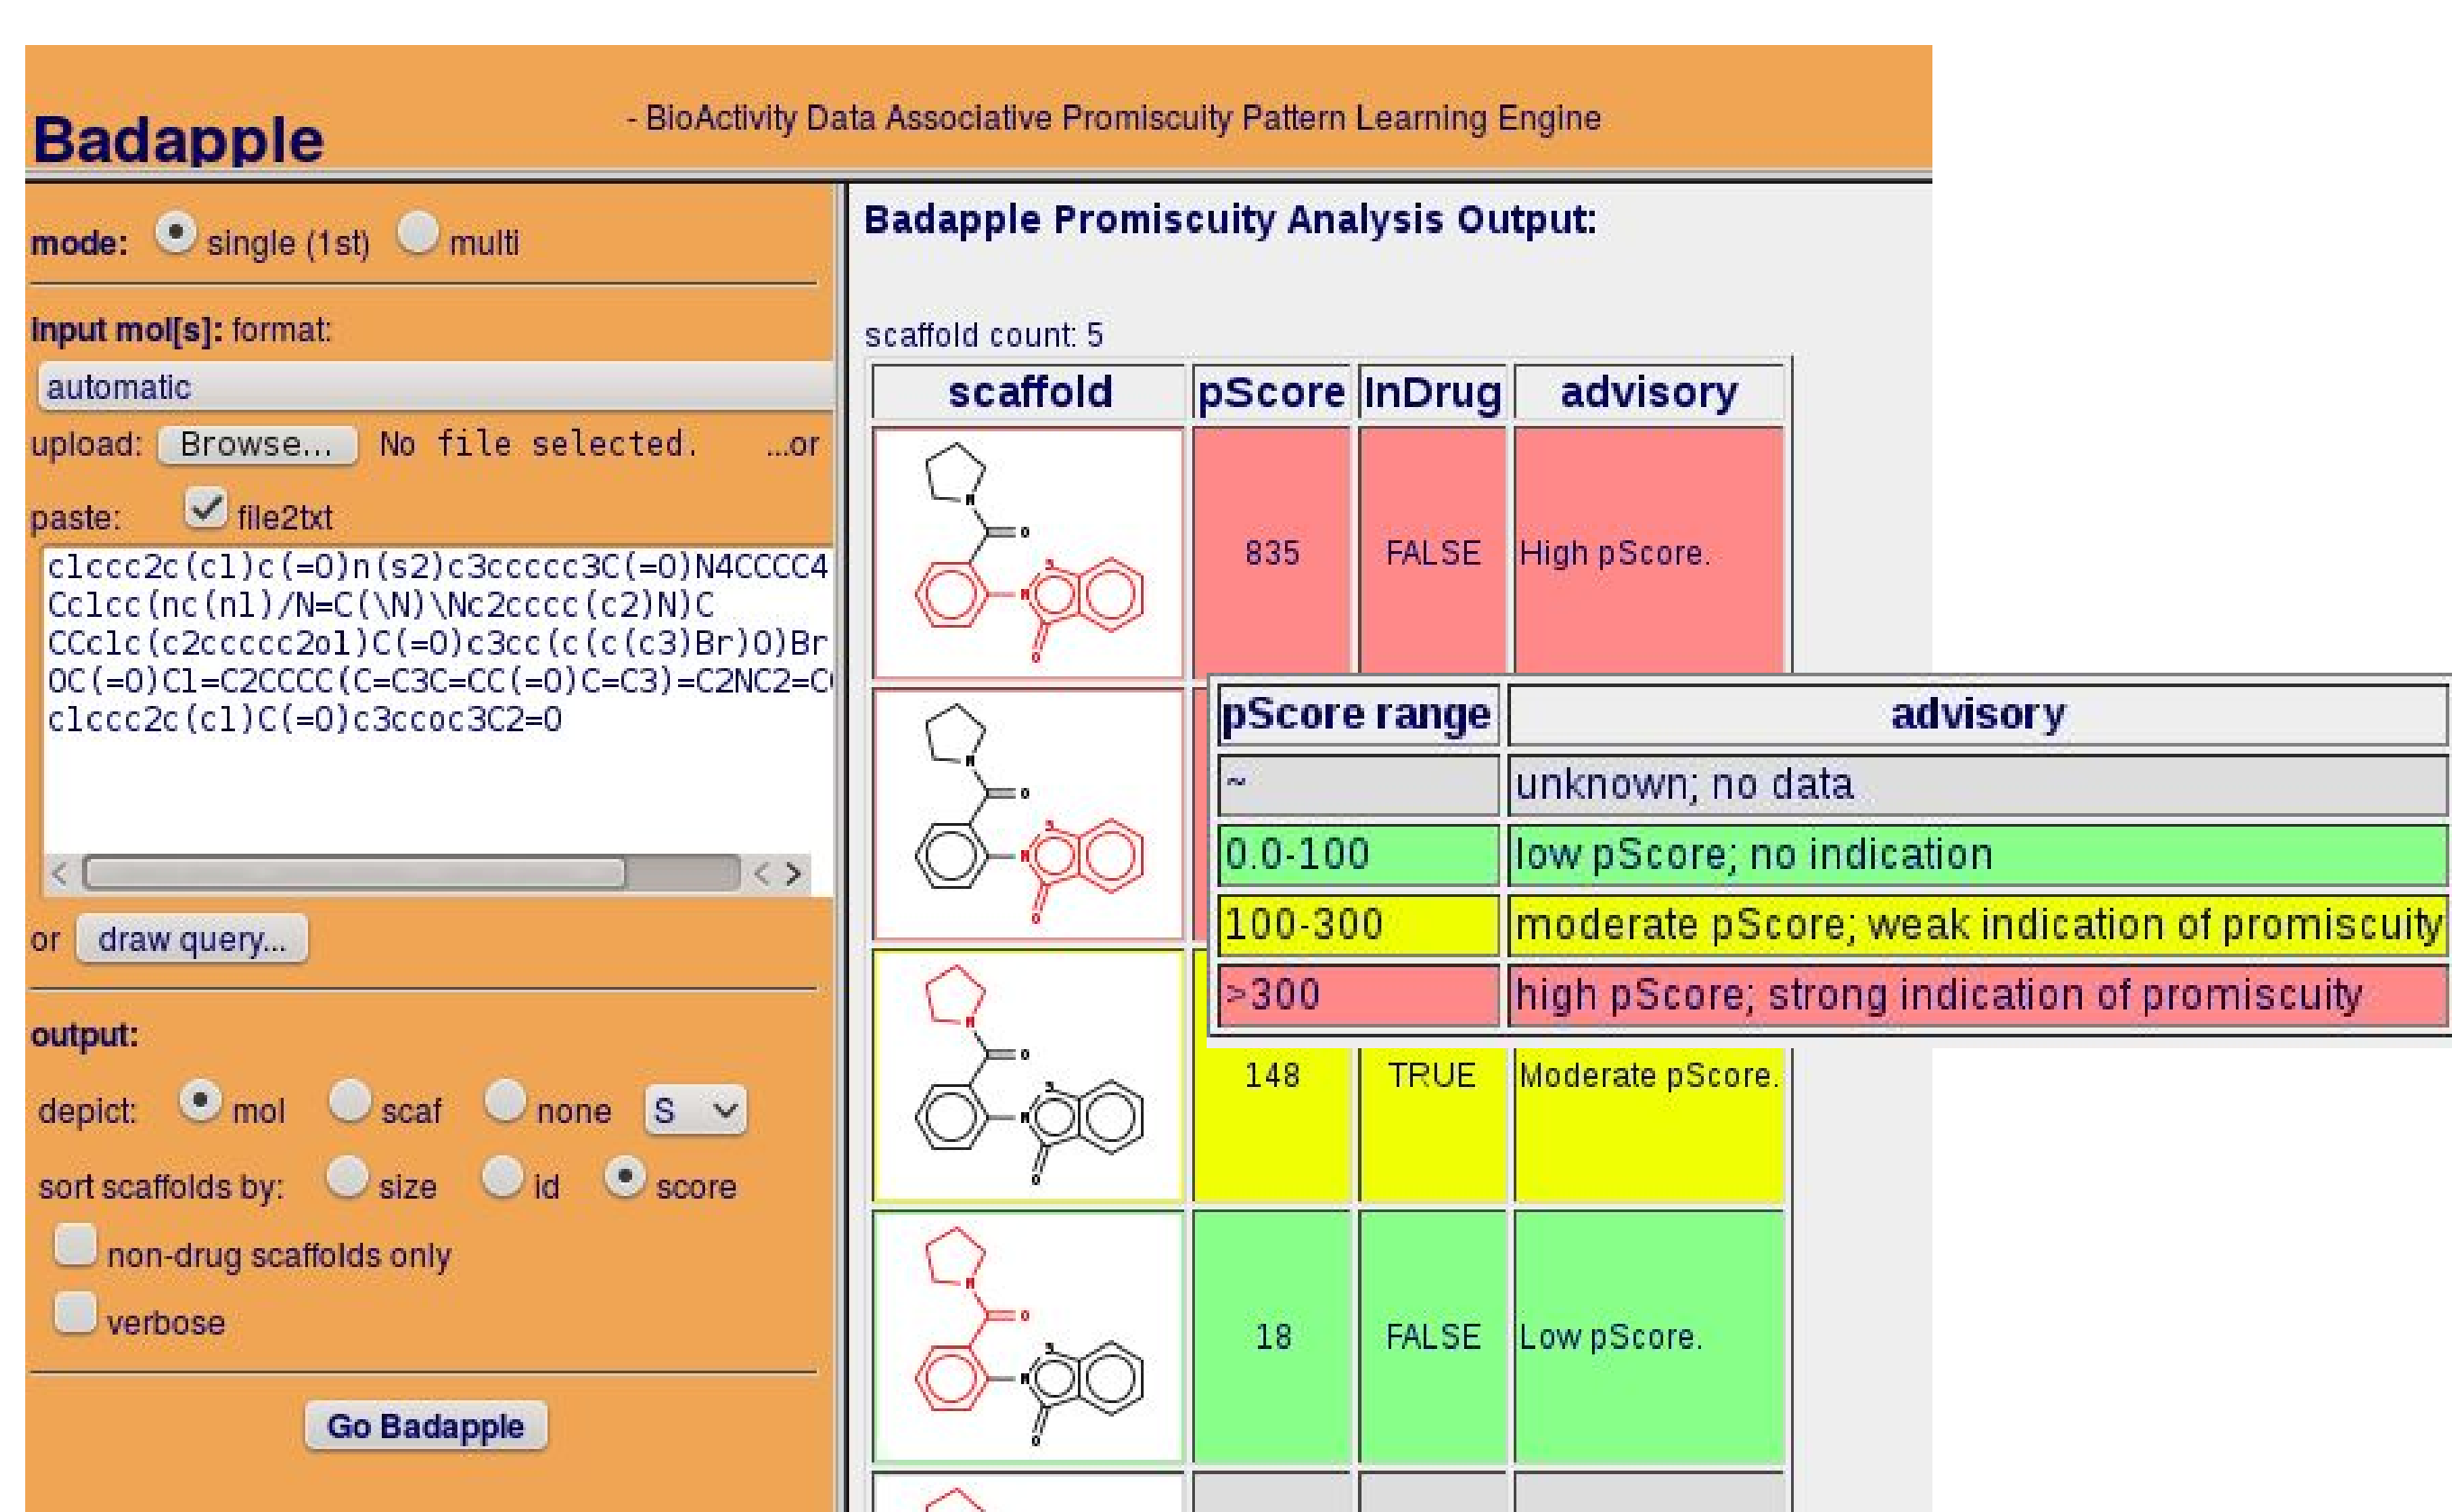 Badapple
- BioActivity Data Associative Promiscuity Pattern Learning Engine
mode: single (1st) multi
input mol[s]: format:
automatic
upload: Browse... No file selected. ...or
paste: file2txt
c1ccc2c(c1)c(=O)n(s2)c3ccccc3C(=O)N4CCCC4
Cc1cc(nc(n1)/N=C(\N)\Nc2cccc(c2)N)C
CCc1c(c2ccccc2o1)C(=O)c3cc(c(c(c3)Br)O)Br
OC(=O)C1=C2CCCC(C=C3C=CC(=O)C=C3)=C2NC2=C
c1ccc2c(c1)C(=O)c3ccoc3C2=O
or draw query...
output:
depict: mol scaf none S
sort scaffolds by: size id score
non-drug scaffolds only
verbose
Go Badapple
Badapple Promiscuity Analysis Output:
scaffold count: 5
scaffold pScore InDrug advisory
N O S N O
835 FALSE High pScore.
N O S N O
N O S N O
148 TRUE Moderate pScore.
N O S N O
18 FALSE Low pScore.
pScore range advisory
~ unknown; no data
0.0-100 low pScore; no indication
100-300 moderate pScore; weak indication of promiscuity
>300 high pScore; strong indication of promiscuity